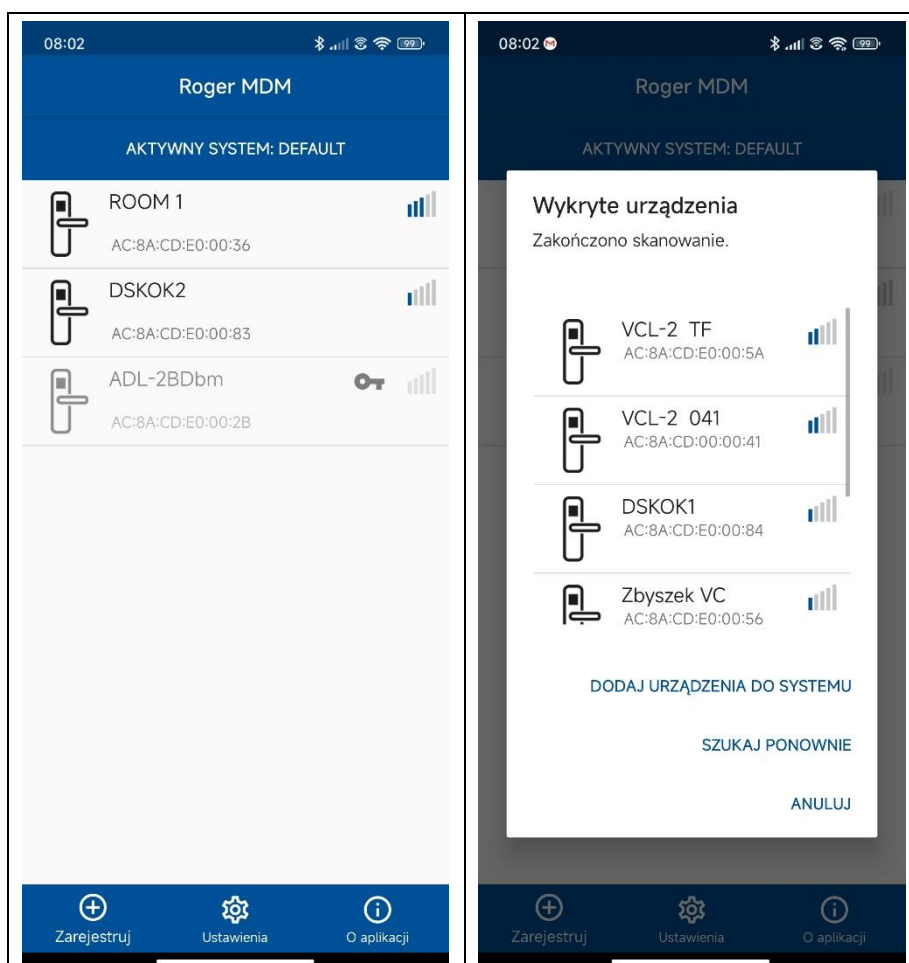 08:02
99
Roger MDM
AKTYWNY SYSTEM: DEFAULT
ROOM 1
AC:8A:CD:E0:00:36
DSKOK2
AC:8A:CD:E0:00:83
ADL-2BDbm
AC:8A:CD:E0:00:2B
Zarejestruj
Ustawienia
O aplikacji
08:02
99
Roger MDM
AKTYWNY SYSTEM: DEFAULT
Wykryte urządzenia
Zakończono skanowanie.
VCL-2 TF
AC:8A:CD:E0:00:5A
VCL-2 041
AC:8A:CD:00:00:41
DSKOK1
AC:8A:CD:E0:00:84
Zbyszek VC
AC:8A:CD:E0:00:56
DODAJ URZĄDZENIA DO SYSTEMU
SZUKAJ PONOWNIE
ANULUJ
Zarejestruj
Ustawienia
O aplikacji